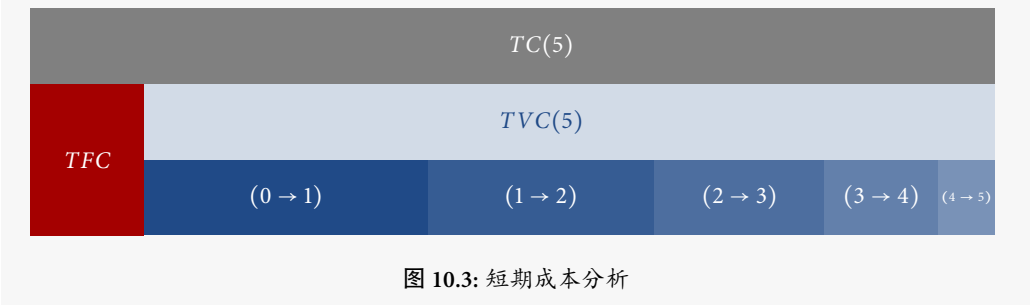 TC(5)
TVC(5)
TFC
(0 → 1) (1 → 2) (2 → 3) (3 → 4) (4 → 5)
图 10.3: 短期成本分析